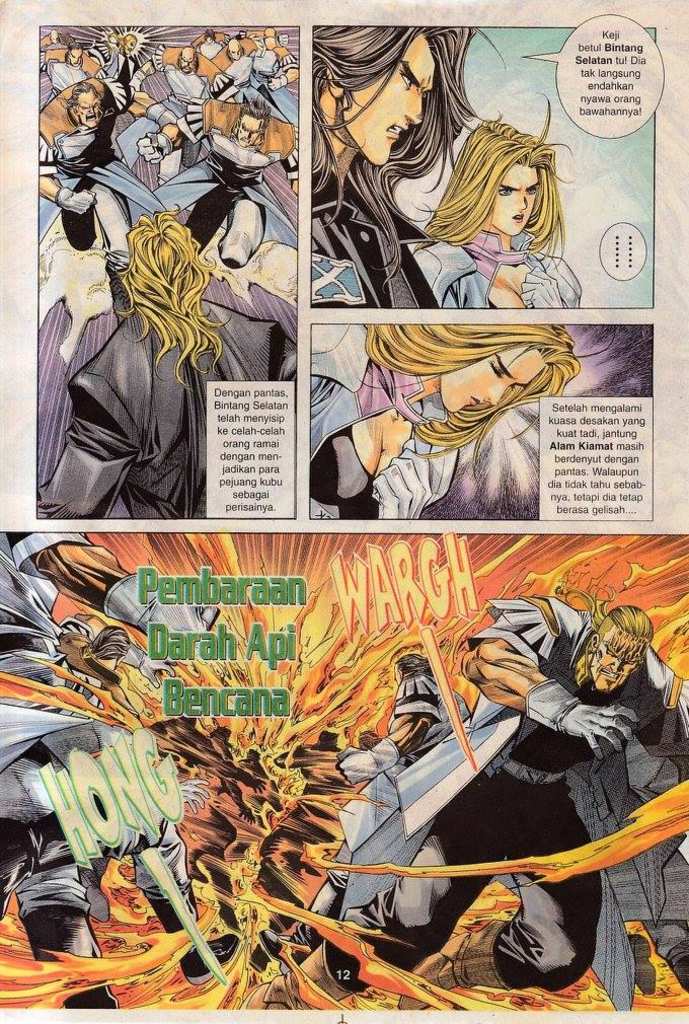 Dengan pantas,
Bintang Selatan
telah menyisip
ke celah-celah
orang ramai
dengan men-
jadikan para
pejuang kubu
sebagai
perisainya.
Keji
betul Bintang
Selatan tu! Dia
tak langsung
endahkan
nyawa orang
bawahannya!
Setelah mengalami
kuasa desakan yang
kuat tadi, jantung
Alam Kiamat masih
berdenyut dengan
pantas. Walaupun
dia tidak tahu sebab-
nya, tetapi dia tetap
berasa gelisah....
Pembaraan
Darah Api
Bencana
WARGH!
HONG!
12